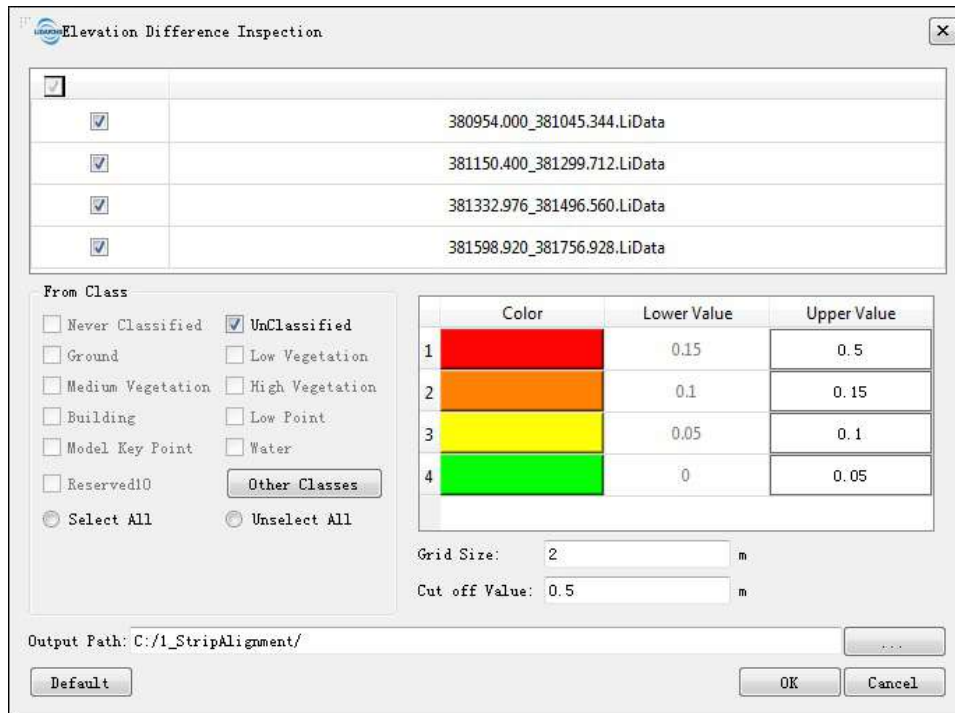 Elevation Difference Inspection
380954.000_381045.344.LiData
381150.400_381299.712.LiData
381332.976_381496.560.LiData
381598.920_381756.928.LiData
From Class
Never Classified UnClassified
Ground Low Vegetation
Medium Vegetation High Vegetation
Building Low Point
Model Key Point Water
Reserved10 Other Classes
Select All Unselect All
Color Lower Value Upper Value
1 0.15 0.5
2 0.1 0.15
3 0.05 0.1
4 0 0.05
Grid Size: 2 m
Cut off Value: 0.5 m
Output Path: C:/1_StripAlignment/ ...
Default OK Cancel